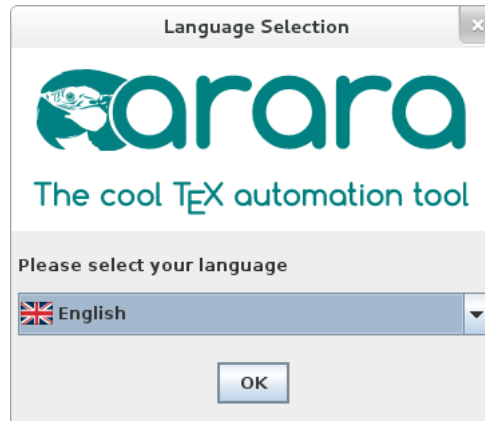 Language Selection
arara
The cool TEX automation tool
Please select your language
English
OK